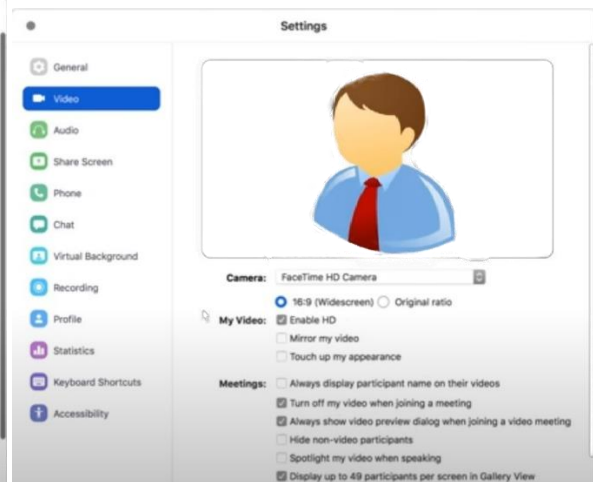 Settings
General
Video
Audio
Share Screen
Phone
Chat
Virtual Background
Recording
Profile
Statistics
Keyboard Shortcuts
Accessibility
Camera: FaceTime HD Camera
16:9 (Widescreen) Original ratio
My Video: Enable HD
Mirror my video
Touch up my appearance
Meetings: Always display participant name on their videos
Turn off my video when joining a meeting
Always show video preview dialog when joining a video meeting
Hide non-video participants
Spotlight my video when speaking
Display up to 49 participants per screen in Gallery View